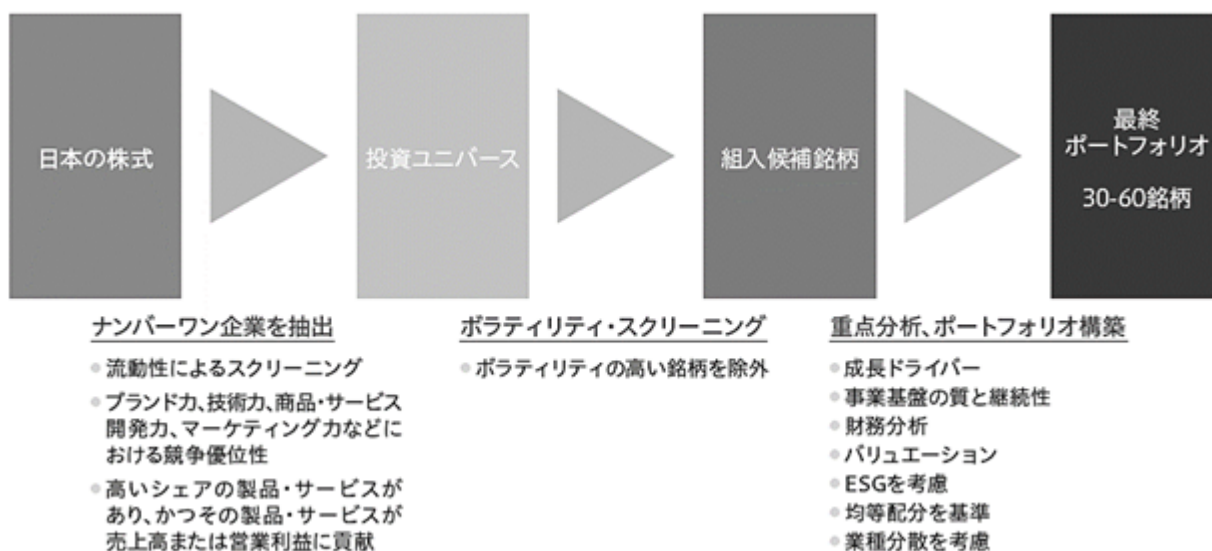 日本の株式
投資ユニバース
組入候補銘柄
最終
ポートフォリオ
30-60銘柄
ナンバーワン企業を抽出
●流動性によるスクリーニング
●ブランド力、技術力、商品・サービス
開発力、マーケティング力などに
おける競争優位性
●高いシェアの製品・サービスが
あり、かつその製品・サービスが
売上高または営業利益に貢献
ボラティリティ・スクリーニング
●ボラティリティの高い銘柄を除外
重点分析、ポートフォリオ構築
●成長ドライバー
●事業基盤の質と継続性
●財務分析
●バリュエーション
●ESGを考慮
●均等配分を基準
●業種分散を考慮